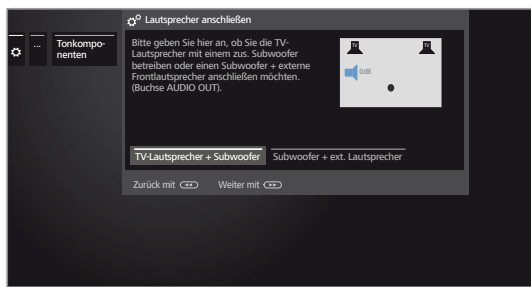 Lautsprecher anschließen
...
Tonkompo-
nenten
Bitte geben Sie hier an, ob Sie die TV-
Lautsprecher mit einem zus. Subwoofer
betreiben oder einen Subwoofer + externe
Frontlautsprecher anschließen möchten.
(Buchse AUDIO OUT).
TV TV
0dB
TV-Lautsprecher + Subwoofer Subwoofer + ext. Lautsprecher
Zurück mit Weiter mit